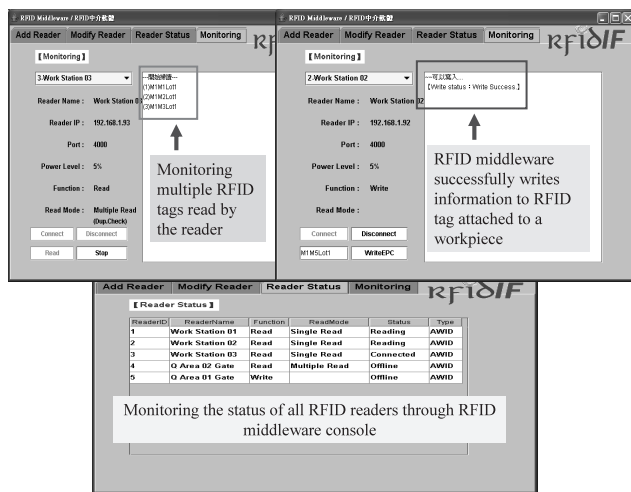 RFID Middleware / RFID中介軟體
Add Reader Modify Reader Reader Status Monitoring
RfidIF
【Monitoring】
3-Work Station 03
Reader Name : Work Station 03
Reader IP : 192.168.1.93
Port : 4000
Power Level : 5%
Function : Read
Read Mode : Multiple Read
(Dup.Check)
Connect Disconnect
Read Stop
(1)M1M1Lot1
(2)M1M2Lot1
(3)M1M3Lot1
Monitoring
multiple RFID
tags read by
the reader
RFID Middleware / RFID中介軟體
Add Reader Modify Reader Reader Status Monitoring
RfidIF
【Monitoring】
2-Work Station 02
Reader Name : Work Station 02
Reader IP : 192.168.1.92
Port : 4000
Power Level : 5%
Function : Write
Read Mode :
Connect Disconnect
M1M5Lot1 WriteEPC
---可以寫入...
【Write status：Write Success.】
RFID middleware
successfully writes
information to RFID
tag attached to a
workpiece
Add Reader Modify Reader Reader Status Monitoring
RfidIF
【Reader Status】
ReaderID ReaderName Function ReadMode Status Type
1 Work Station 01 Read Single Read Reading AWID
2 Work Station 02 Read Single Read Reading AWID
3 Work Station 03 Read Single Read Connected AWID
4 Q Area 02 Gate Read Multiple Read Offline AWID
5 Q Area 01 Gate Write Offline AWID
Monitoring the status of all RFID readers through RFID
middleware console